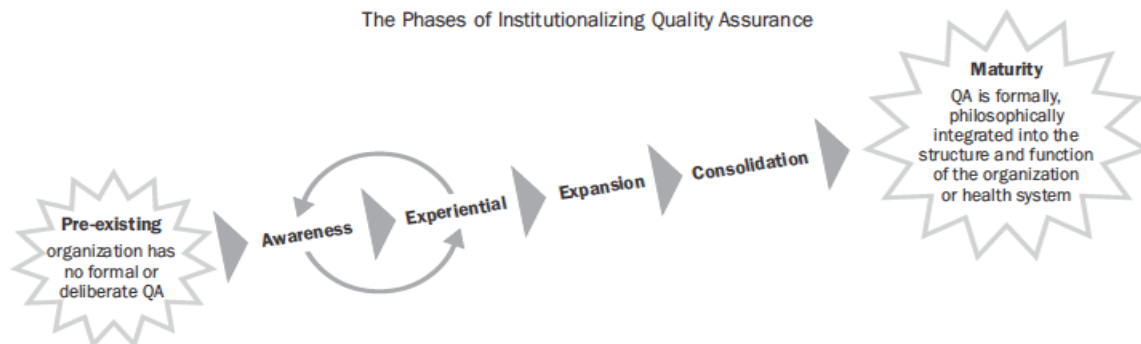 The Phases of Institutionalizing Quality Assurance
Pre-existing
organization has
no formal or
deliberate QA
Awareness
Experiential
Expansion
Consolidation
Maturity
QA is formally,
philosophically
integrated into the
structure and function
of the organization
or health system